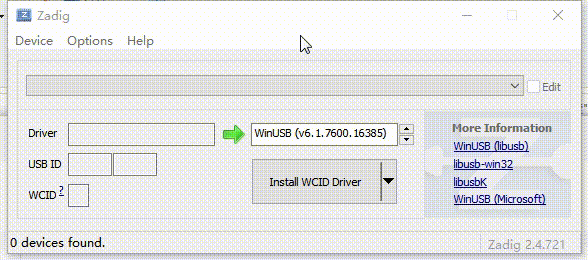 Zadig
Device Options Help
Edit
Driver
WinUSB (v6.1.7600.16385)
More Information
WinUSB (libusb)
USB ID
libusb-win32
Install WCID Driver
libusbK
WCID ?
WinUSB (Microsoft)
0 devices found.
Zadig 2.4.721